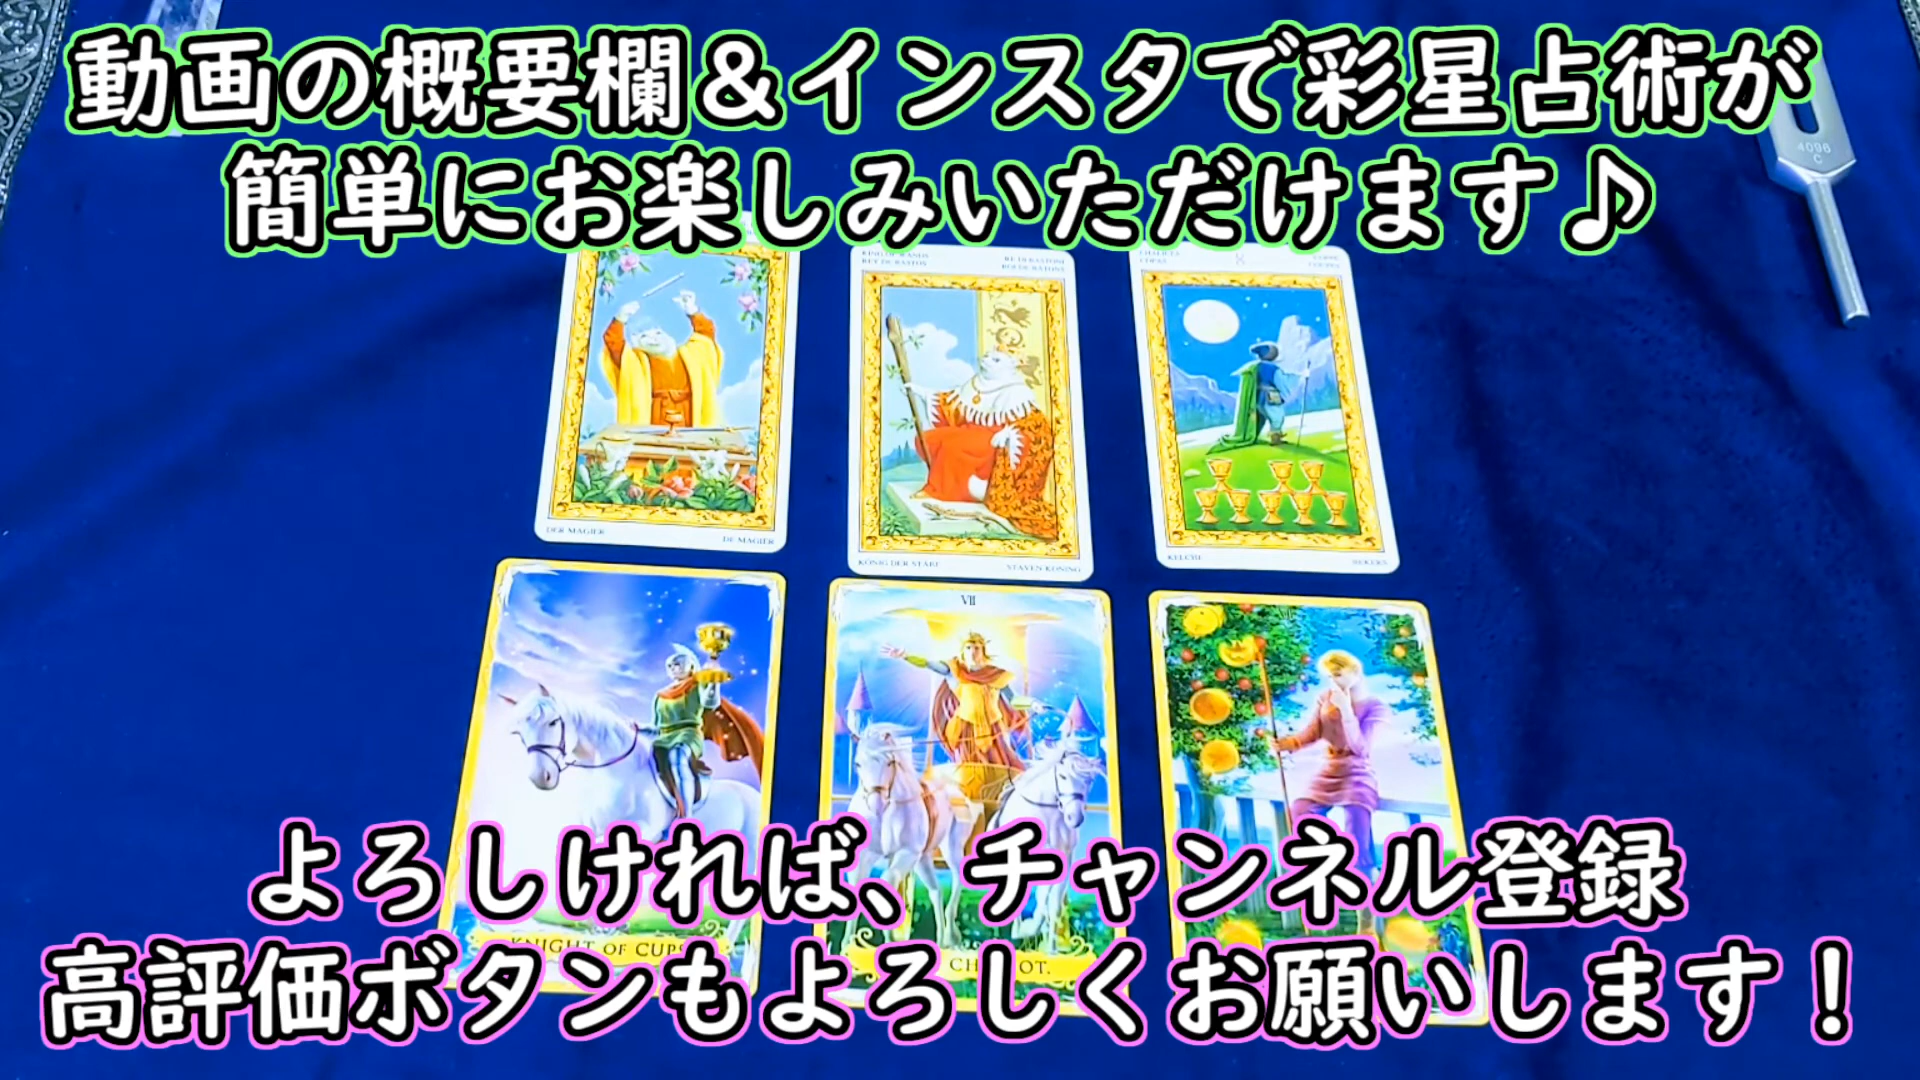 動画の概要欄&インスタで彩星占術が
簡単にお楽しみいただけます♪
4096
C
DER MAGIER
DE MAGIËR
KÖNIG DER STÄBE
STAVEN KONING
KELCHE
BEKERS
VII
KNIGHT OF CUPS
CHARIOT.
よろしければ、チャンネル登録
高評価ボタンもよろしくお願いします!